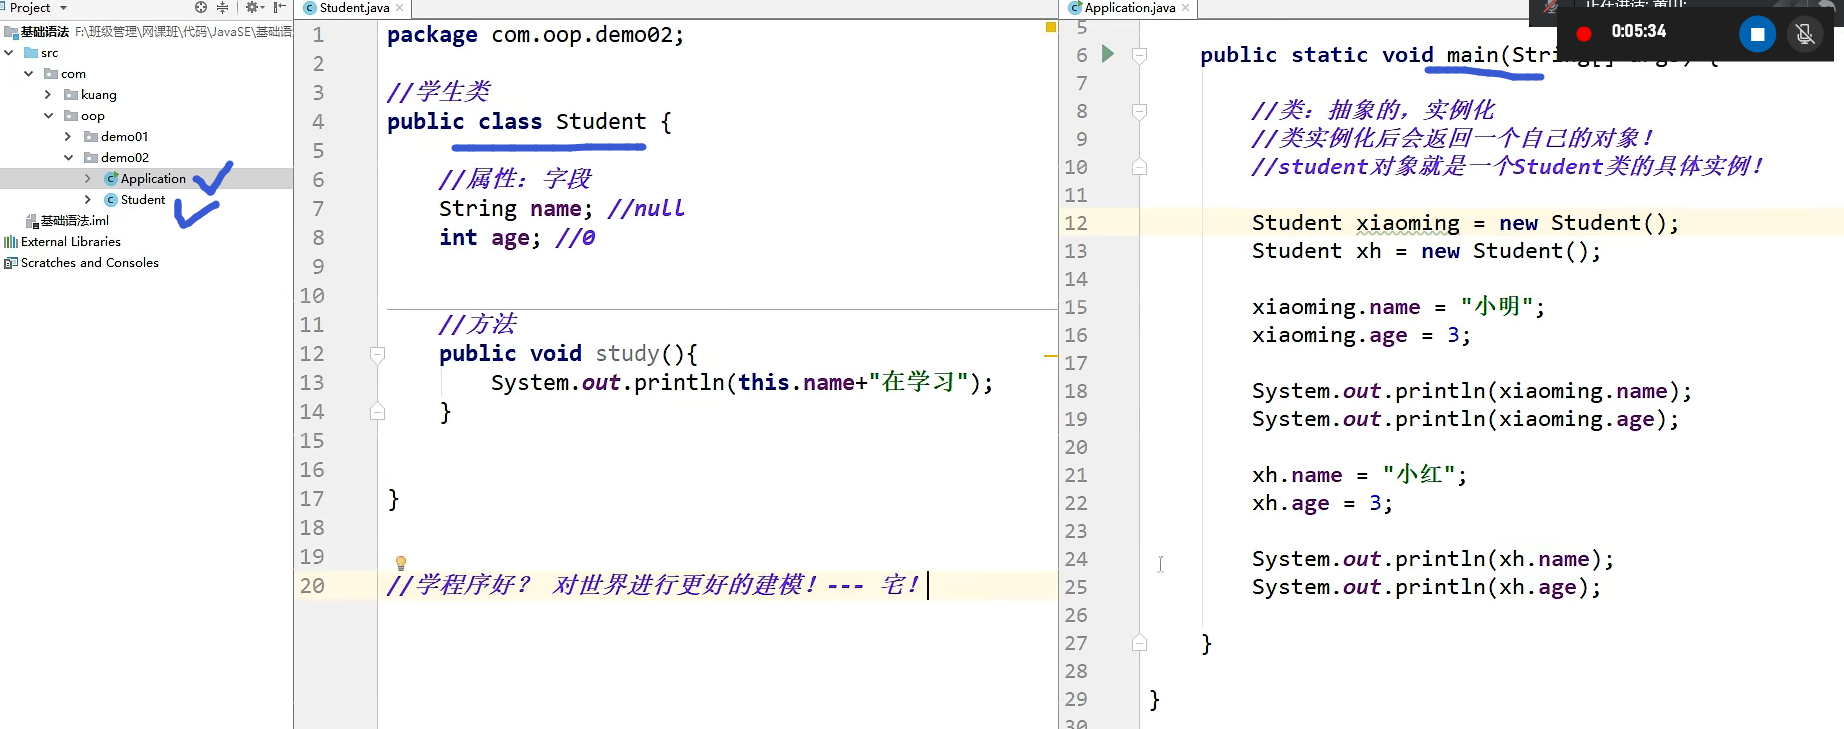 Project
基础语法 F:\班级管理\网课班\代码\JavaSE\基础语
src
com
kuang
oop
demo01
demo02
Application
Student
基础语法.iml
External Libraries
Scratches and Consoles
Student.java
1 package com.oop.demo02;
2
3 //学生类
4 public class Student {
5
6 //属性：字段
7 String name; //null
8 int age; //0
9
10
11 //方法
12 public void study(){
13 System.out.println(this.name+"在学习");
14 }
15
16
17 }
18
19
20 //学程序好？ 对世界进行更好的建模！--- 宅！
Application.java
0:05:34
5
6 public static void main(String[] args) {
7
8 //类：抽象的，实例化
9 //类实例化后会返回一个自己的对象！
10 //student对象就是一个Student类的具体实例！
11
12 Student xiaoming = new Student();
13 Student xh = new Student();
14
15 xiaoming.name = "小明";
16 xiaoming.age = 3;
17
18 System.out.println(xiaoming.name);
19 System.out.println(xiaoming.age);
20
21 xh.name = "小红";
22 xh.age = 3;
23
24 System.out.println(xh.name);
25 System.out.println(xh.age);
26
27 }
28
29 }
30